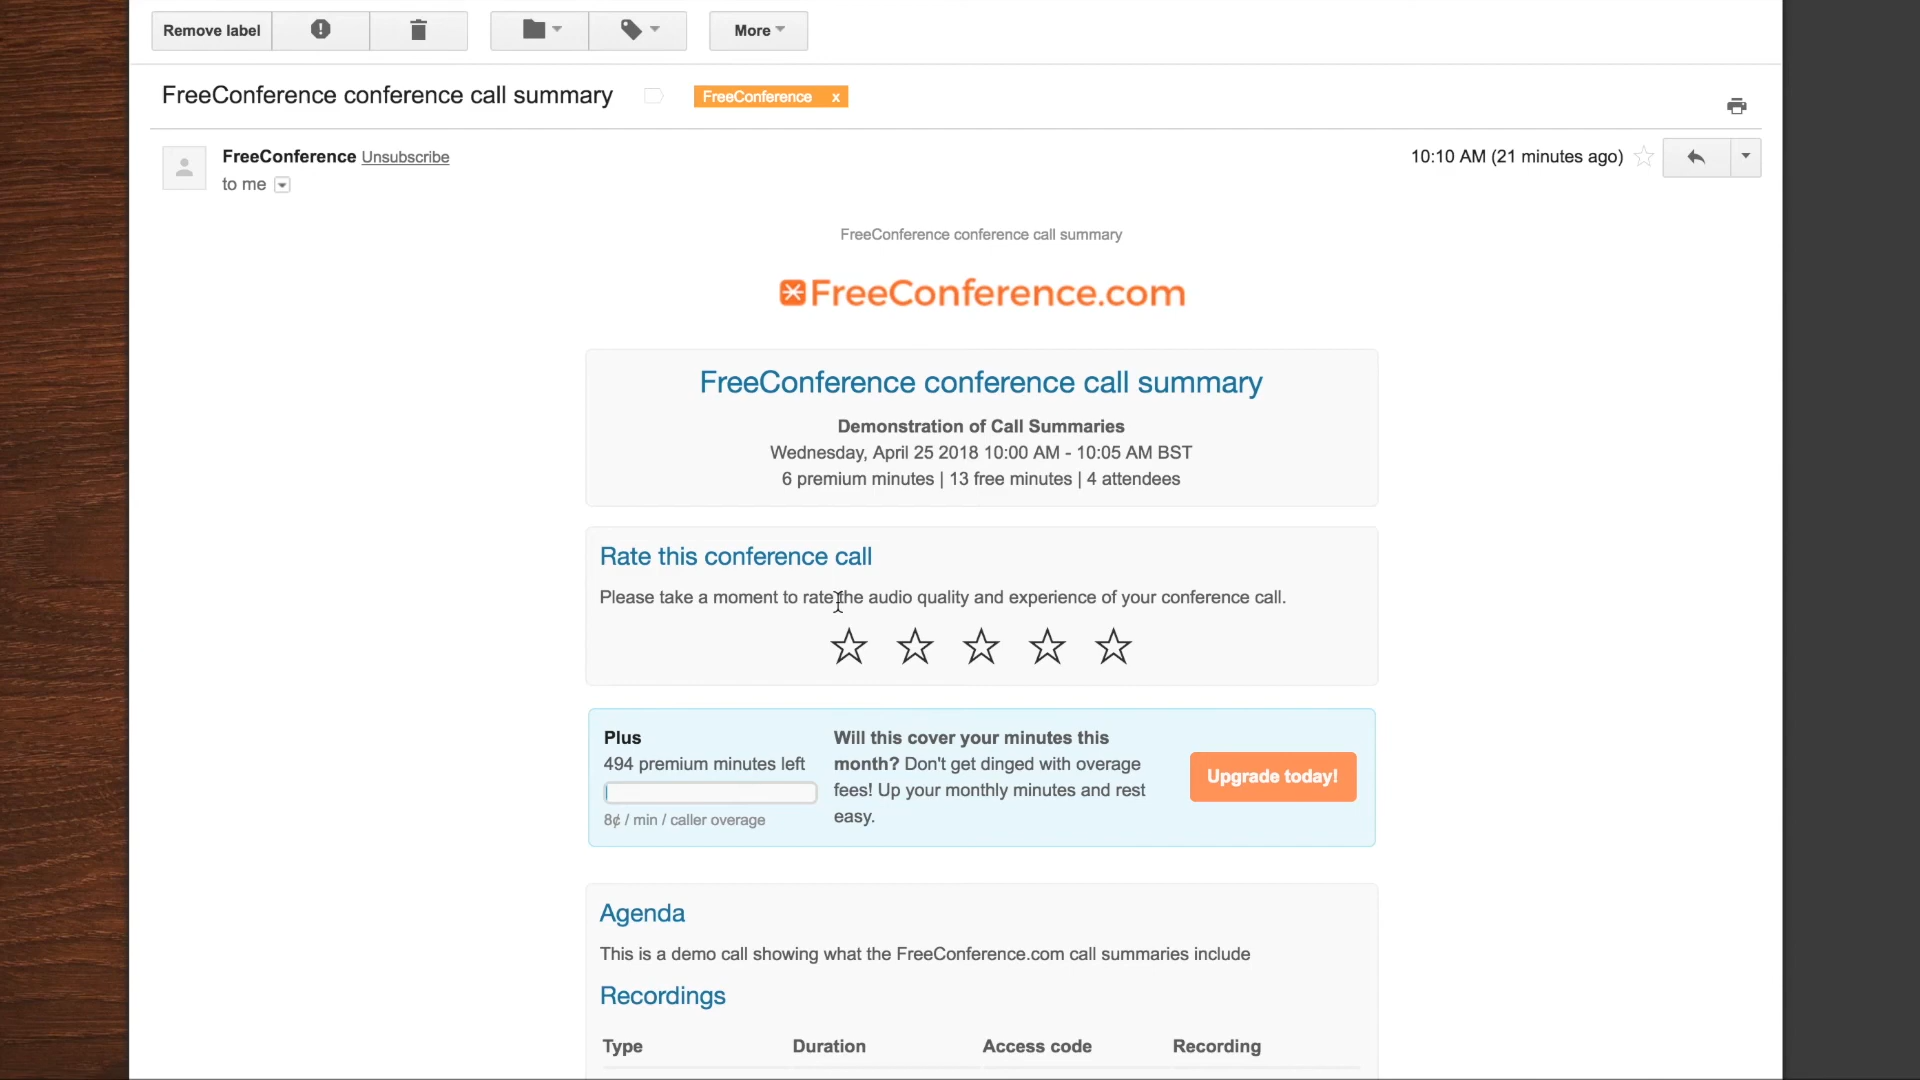 Remove label
More
FreeConference conference call summary
FreeConference x
FreeConference Unsubscribe
10:10 AM (21 minutes ago)
to me
FreeConference conference call summary
FreeConference.com
FreeConference conference call summary
Demonstration of Call Summaries
Wednesday, April 25 2018 10:00 AM - 10:05 AM BST
6 premium minutes | 13 free minutes | 4 attendees
Rate this conference call
Please take a moment to rate the audio quality and experience of your conference call.
Plus
494 premium minutes left
8¢ / min / caller overage
Will this cover your minutes this
month? Don't get dinged with overage
fees! Up your monthly minutes and rest
easy.
Upgrade today!
Agenda
This is a demo call showing what the FreeConference.com call summaries include
Recordings
Type Duration Access code Recording